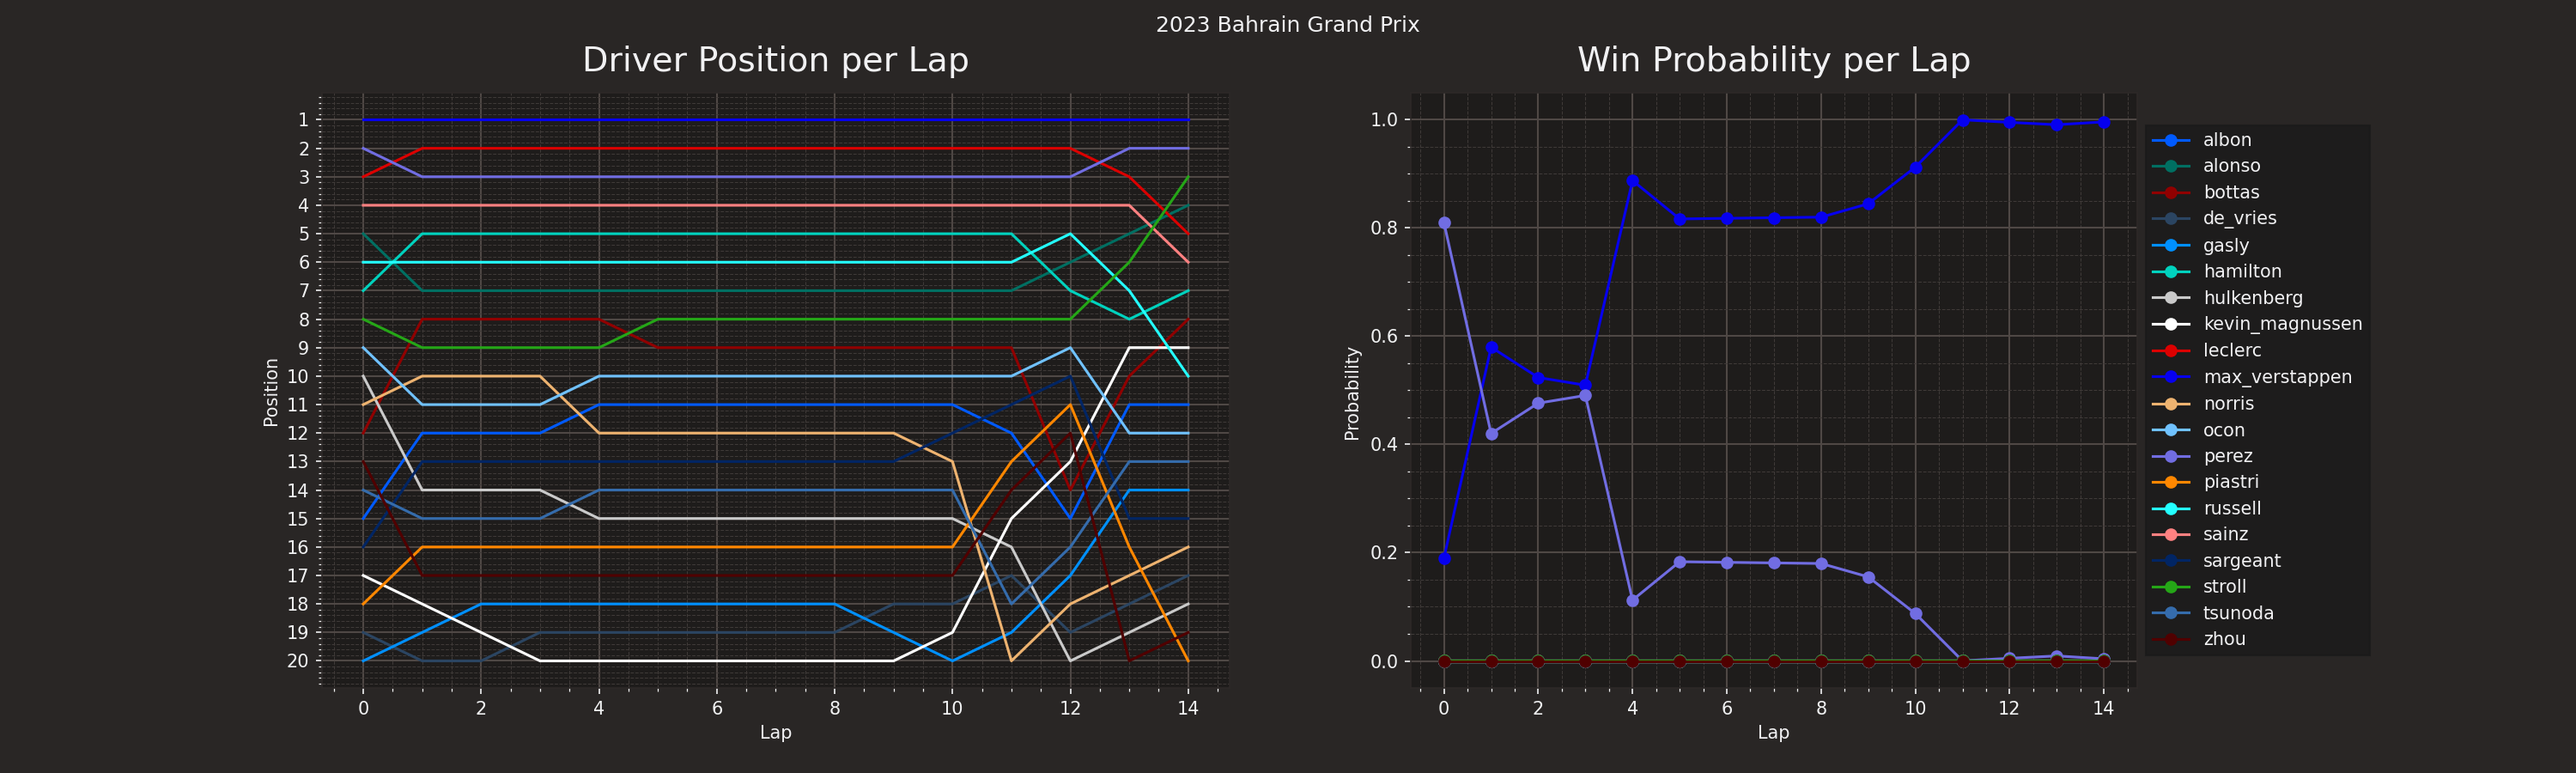 2023 Bahrain Grand Prix
Driver Position per Lap
Position
1
2
3
4
5
6
7
8
9
10
11
12
13
14
15
16
17
18
19
20
0 2 4 6 8 10 12 14
Lap
Win Probability per Lap
Probability
1.0
0.8
0.6
0.4
0.2
0.0
0 2 4 6 8 10 12 14
Lap
albon
alonso
bottas
de_vries
gasly
hamilton
hulkenberg
kevin_magnussen
leclerc
max_verstappen
norris
ocon
perez
piastri
russell
sainz
sargeant
stroll
tsunoda
zhou